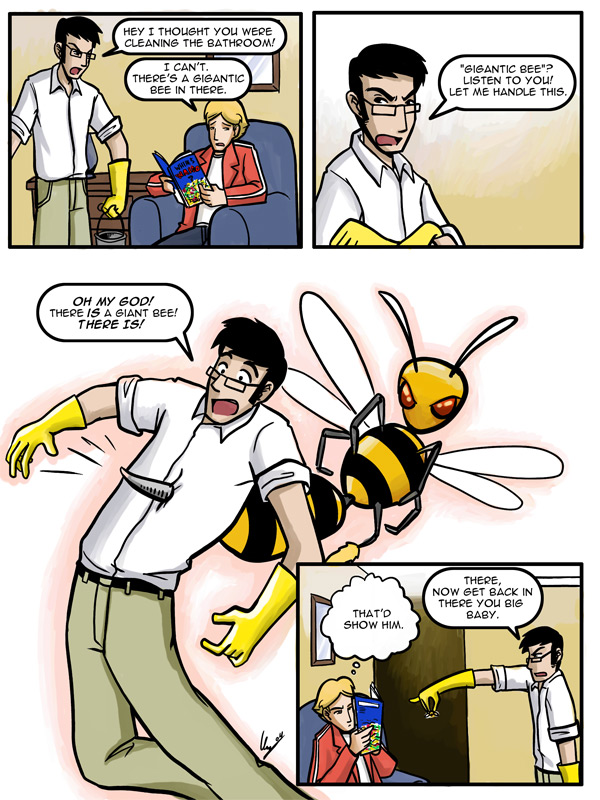 HEY I THOUGHT YOU WERE
CLEANING THE BATHROOM!
I CAN'T.
THERE'S A GIGANTIC
BEE IN THERE.
"GIGANTIC BEE"?
LISTEN TO YOU!
LET ME HANDLE THIS.
OH MY GOD!
THERE IS A GIANT BEE!
THERE IS!
THAT'D
SHOW HIM.
THERE,
NOW GET BACK IN
THERE YOU BIG
BABY.